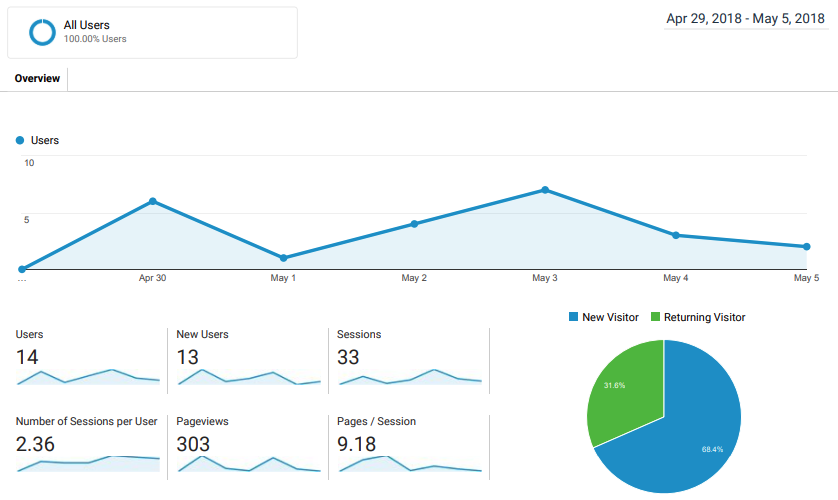 All Users
100.00% Users
Apr 29, 2018 - May 5, 2018
Overview
Users
10
5
...
Apr 30
May 1
May 2
May 3
May 4
May 5
New Visitor
Returning Visitor
Users
14
New Users
13
Sessions
33
Number of Sessions per User
2.36
Pageviews
303
Pages / Session
9.18
31.6%
68.4%